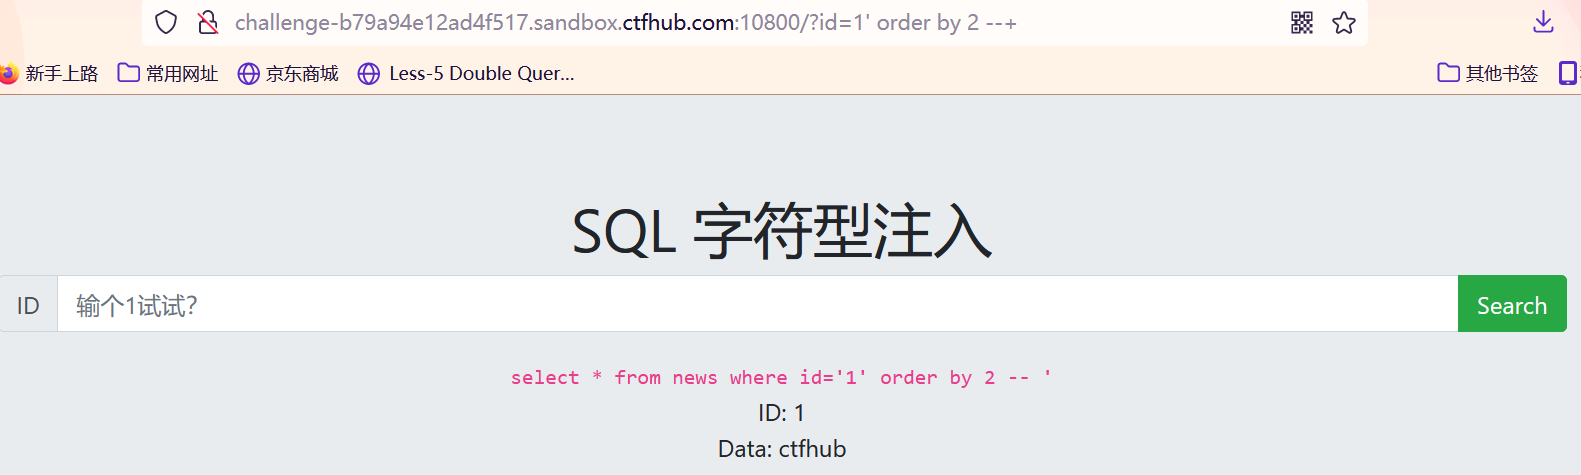 challenge-b79a94e12ad4f517.sandbox.ctfhub.com:10800/?id=1' order by 2 --+
新手上路 常用网址 京东商城 Less-5 Double Quer... 其他书签
SQL 字符型注入
ID 输个1试试? Search
select * from news where id='1' order by 2 -- '
ID: 1
Data: ctfhub